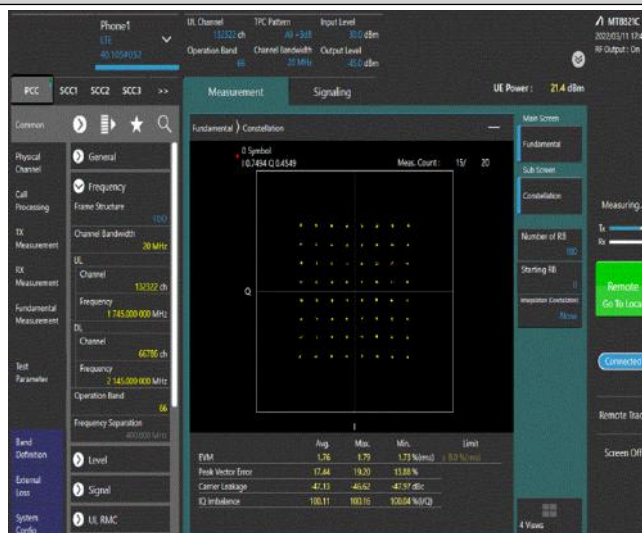 Phone1
LTE
UL Channel TPC Pattern Input Level
132322 ch All +3dB 30.0 dBm
Operation Band Channel Bandwidth Output Level
66 20 MHz -45.0 dBm
MT8821C
RF Output : On
PCC SCC1 SCC2 SCC3 >>
Measurement Signaling
UE Power : 21.4 dBm
Common
Physical
Channel
Call
Processing
TX
Measurement
RX
Measurement
Fundamental
Measurement
Test
Parameter
Band
Definition
External
Loss
System
Config
General
Frequency
Frame Structure
FDD
Channel Bandwidth
20 MHz
UL
Channel
132322 ch
Frequency
1 745.000 000 MHz
DL
Channel
66786 ch
Frequency
2 145.000 000 MHz
Operation Band
66
Frequency Separation
400.000 MHz
Level
Signal
UL RMC
Fundamental ) Constellation
0 Symbol
I 0.7494 Q 0.4549 Meas. Count : 15/ 20
Q
I
Avg. Max. Min. Limit
EVM 1.76 1.79 1.73 %(rms)
Peak Vector Error 17.44 19.20 13.88 %
Carrier Leakage -47.13 -46.62 -47.97 dBc
IQ Imbalance 100.11 100.16 100.04 %(I/Q)
Main Screen
Fundamental
Sub Screen
Constellation
Number of RB
100
Starting RB
0
None
4 Views
Measuring..
Tx
Rx
Remote
Go To Loca
Connected
Remote Trac
Screen Off